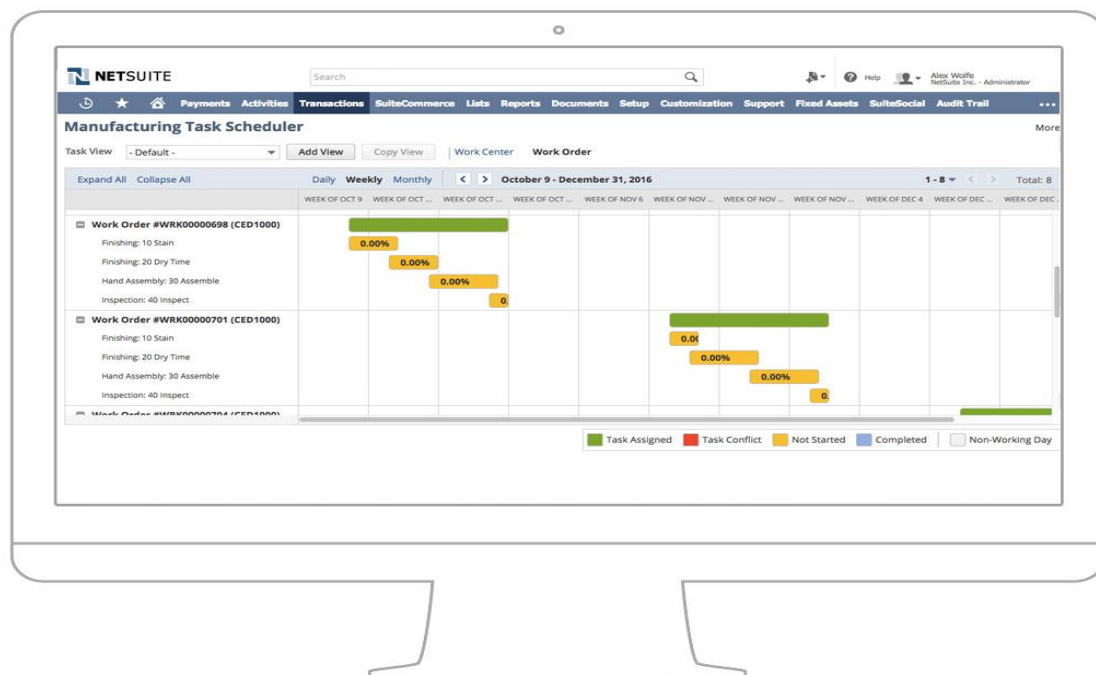 NETSUITE
Search
Help
Alex Wolfe
NetSuite Inc. - Administrator
Payments Activities Transactions SuiteCommerce Lists Reports Documents Setup Customization Support Fixed Assets SuiteSocial Audit Trail ...
Manufacturing Task Scheduler
More
Task View - Default - Add View Copy View Work Center Work Order
Expand All Collapse All Daily Weekly Monthly < > October 9 - December 31, 2016 1 - 8 < > Total: 8
WEEK OF OCT 9 WEEK OF OCT ... WEEK OF OCT ... WEEK OF OCT ... WEEK OF NOV 6 WEEK OF NOV ... WEEK OF NOV ... WEEK OF NOV ... WEEK OF DEC 4 WEEK OF DEC ... WEEK OF DEC .
Work Order #WRK00000698 (CED1000)
Finishing: 10 Stain 0.00%
Finishing: 20 Dry Time 0.00%
Hand Assembly: 30 Assemble 0.00%
Inspection: 40 Inspect 0.
Work Order #WRK00000701 (CED1000)
Finishing: 10 Stain 0.0
Finishing: 20 Dry Time 0.00%
Hand Assembly: 30 Assemble 0.00%
Inspection: 40 Inspect 0.
Work Order (CED1000)
Task Assigned Task Conflict Not Started Completed Non-Working Day